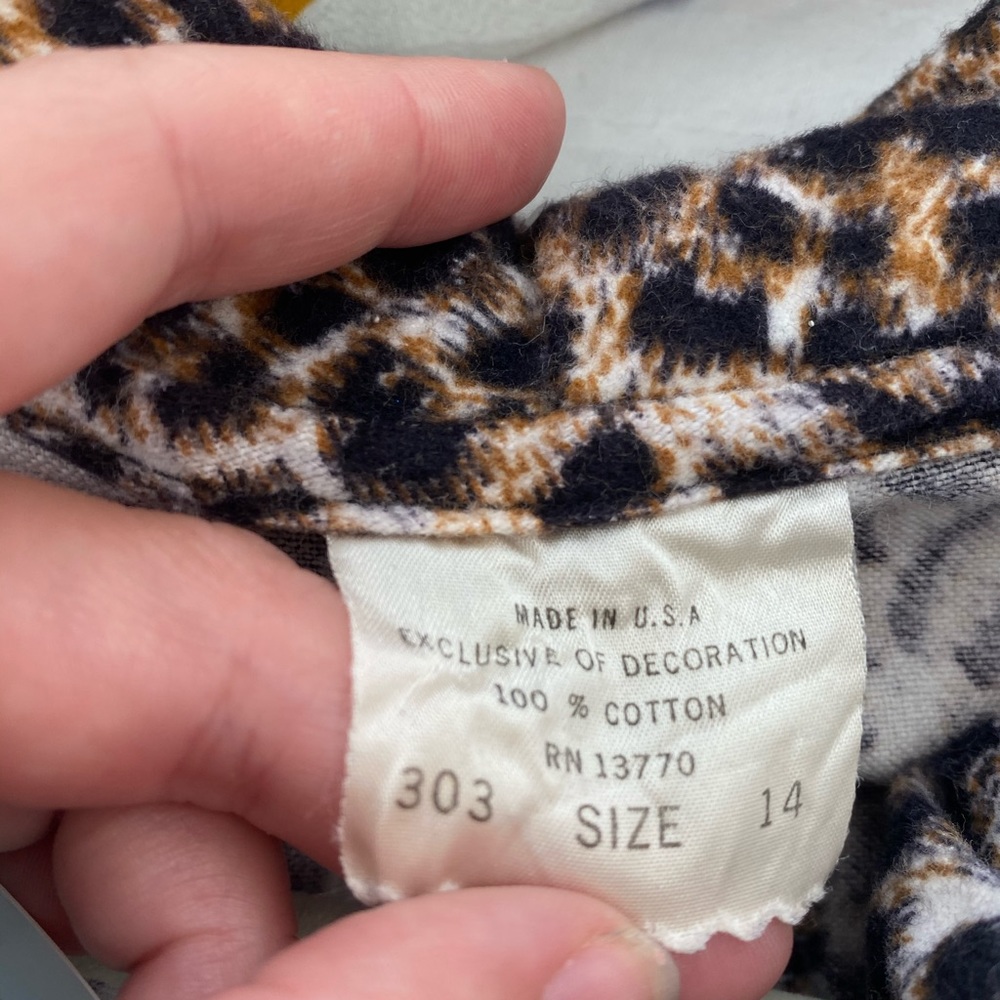 MADE IN U.S.A
EXCLUSIVE OF DECORATION
100 % COTTON
RN 13770
303 SIZE 14